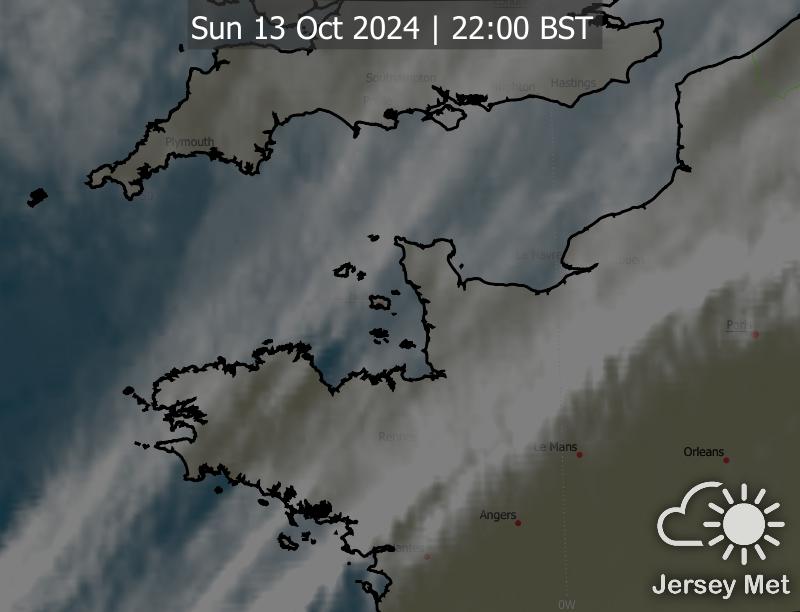 Sun 13 Oct 2024 | 22:00 BST
Southampton
Hastings
Plymouth
Le Havre
Paris
Rennes
Le Mans
Orleans
Angers
Nantes
Jersey Met
0W